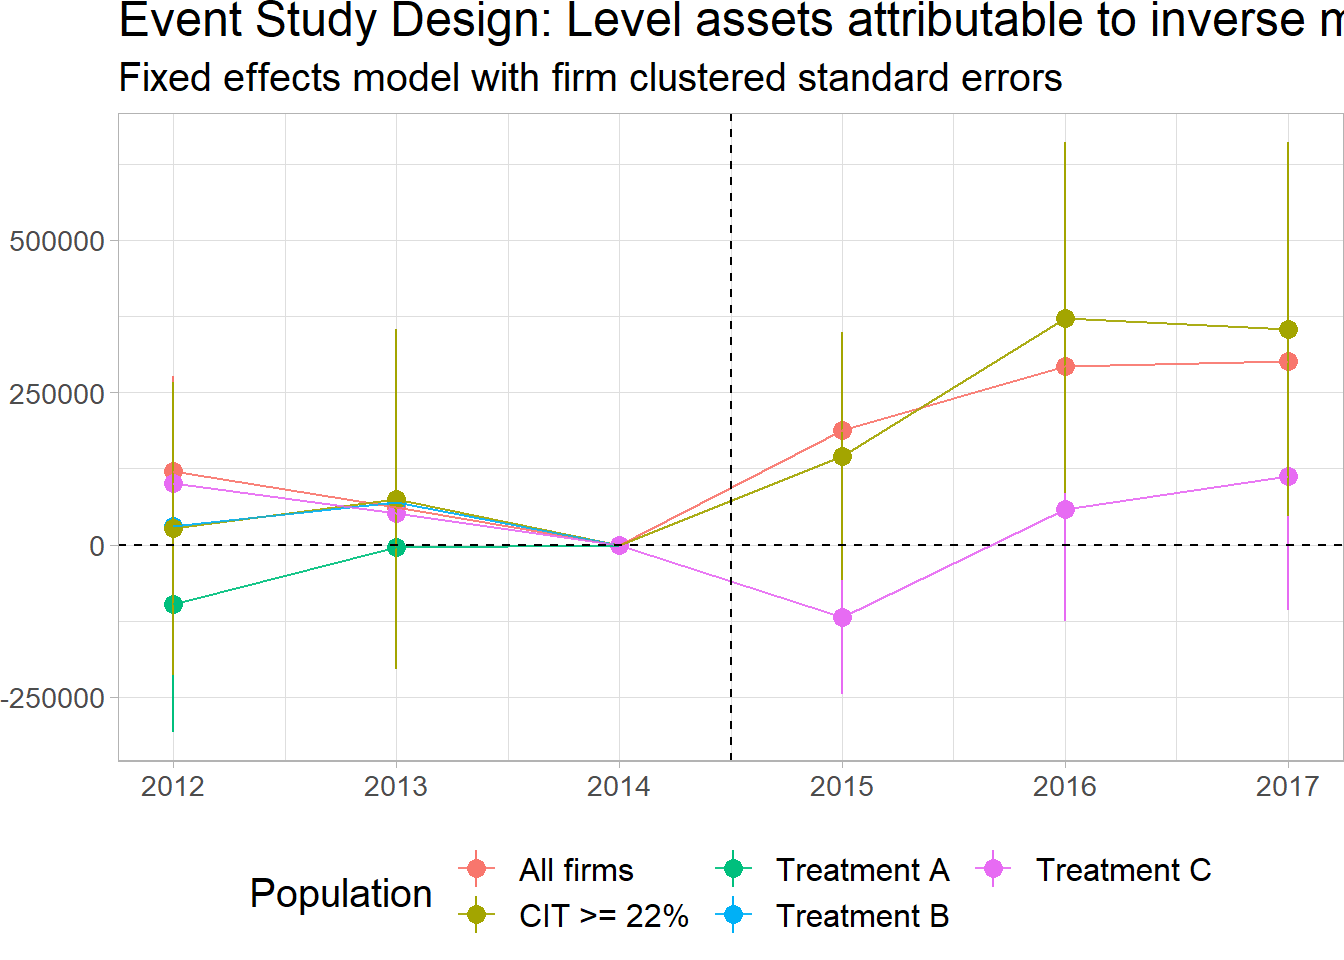 Event Study Design: Level assets attributable to inverse
Fixed effects model with firm clustered standard errors
500000
250000
0
-250000
2012 2013 2014 2015 2016 2017
Population
All firms Treatment A Treatment C
CIT >= 22% Treatment B